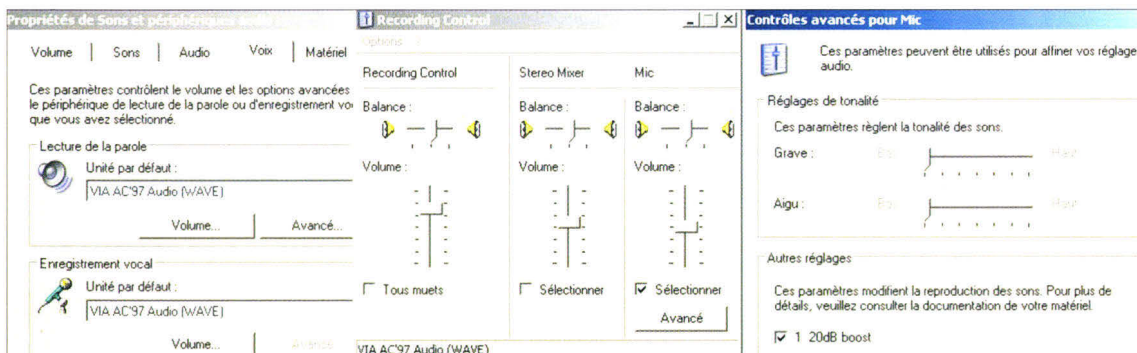 Propriétés de Sons et périphériques audio
Volume
Sons
Audio
Voix
Matériel
Ces paramètres contrôlent le volume et les options avancées
le périphérique de lecture de la parole ou d'enregistrement
que vous avez sélectionné.
Lecture de la parole
Unité par défaut :
VIA AC'97 Audio (WAVE)
Volume...
Avancé...
Enregistrement vocal
Unité par défaut :
VIA AC'97 Audio (WAVE)
Volume...
Avancé
Recording Control
Options
Recording Control
Balance :
Volume :
Tous muets
Stereo Mixer
Balance :
Volume :
Sélectionner
Mic
Balance :
Volume :
Sélectionner
Avancé
VIA AC'97 Audio (WAVE)
Contrôles avancés pour Mic
Ces paramètres peuvent être utilisés pour affiner vos réglage
audio.
Réglages de tonalité
Ces paramètres règlent la tonalité des sons.
Grave :
Bas
Haut
Aigu :
Bas
Haut
Autres réglages
Ces paramètres modifient la reproduction des sons. Pour plus de
détails, veuillez consulter la documentation de votre matériel.
1 20dB boost